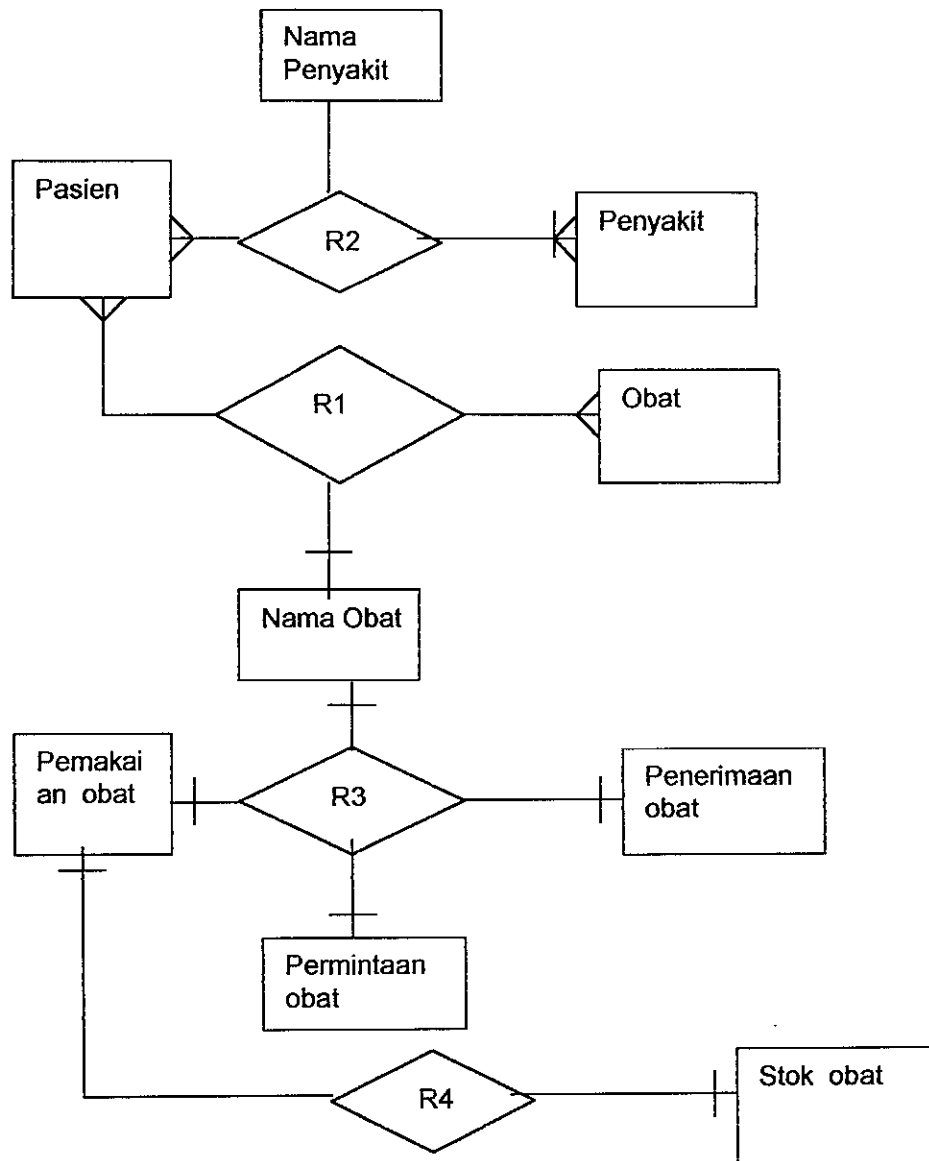 Nama
Penyakit
Pasien
R2
Penyakit
R1
Obat
Nama Obat
Pemakai
an obat
R3
Penerimaan
obat
Permintaan
obat
R4
Stok obat